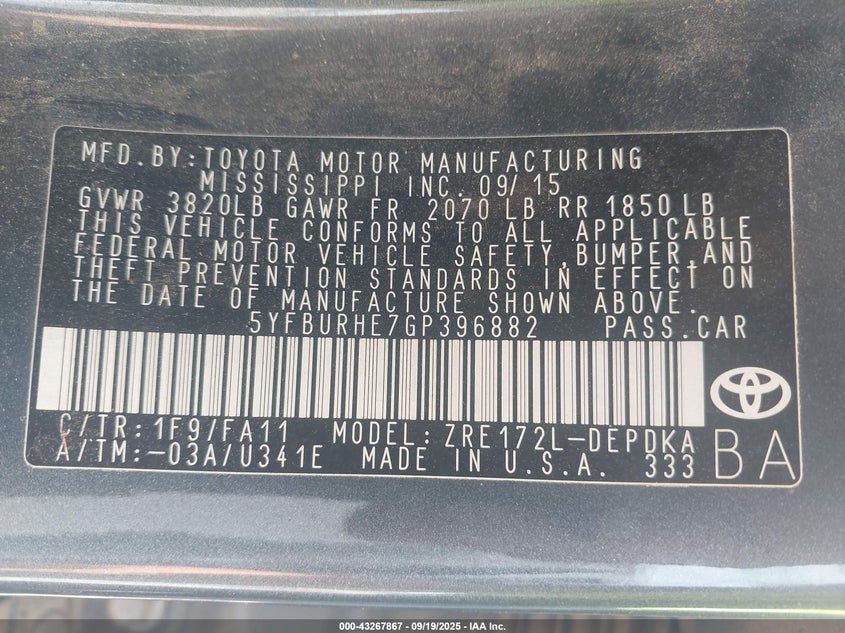 MFD.BY:TOYOTA MOTOR MANUFACTURING
MISSISSIPPI INC. 09/15
GVWR 3820LB GAWR FR 2070 LB RR 1850 LB
THIS VEHICLE CONFORMS TO ALL APPLICABLE
FEDERAL MOTOR VEHICLE SAFETY,BUMPER,AND
THEFT PREVENTION STANDARDS IN EFFECT ON
THE DATE OF MANUFACTURE SHOWN ABOVE.
5YFBURHE7GP396882 PASS.CAR
C/TR:1F9/FA11 MODEL:ZRE172L-DEPDKA
A/TM:-03A/U341E MADE IN U.S.A. 333 BA
000-43267867 - 09/19/2025 - IAA Inc.